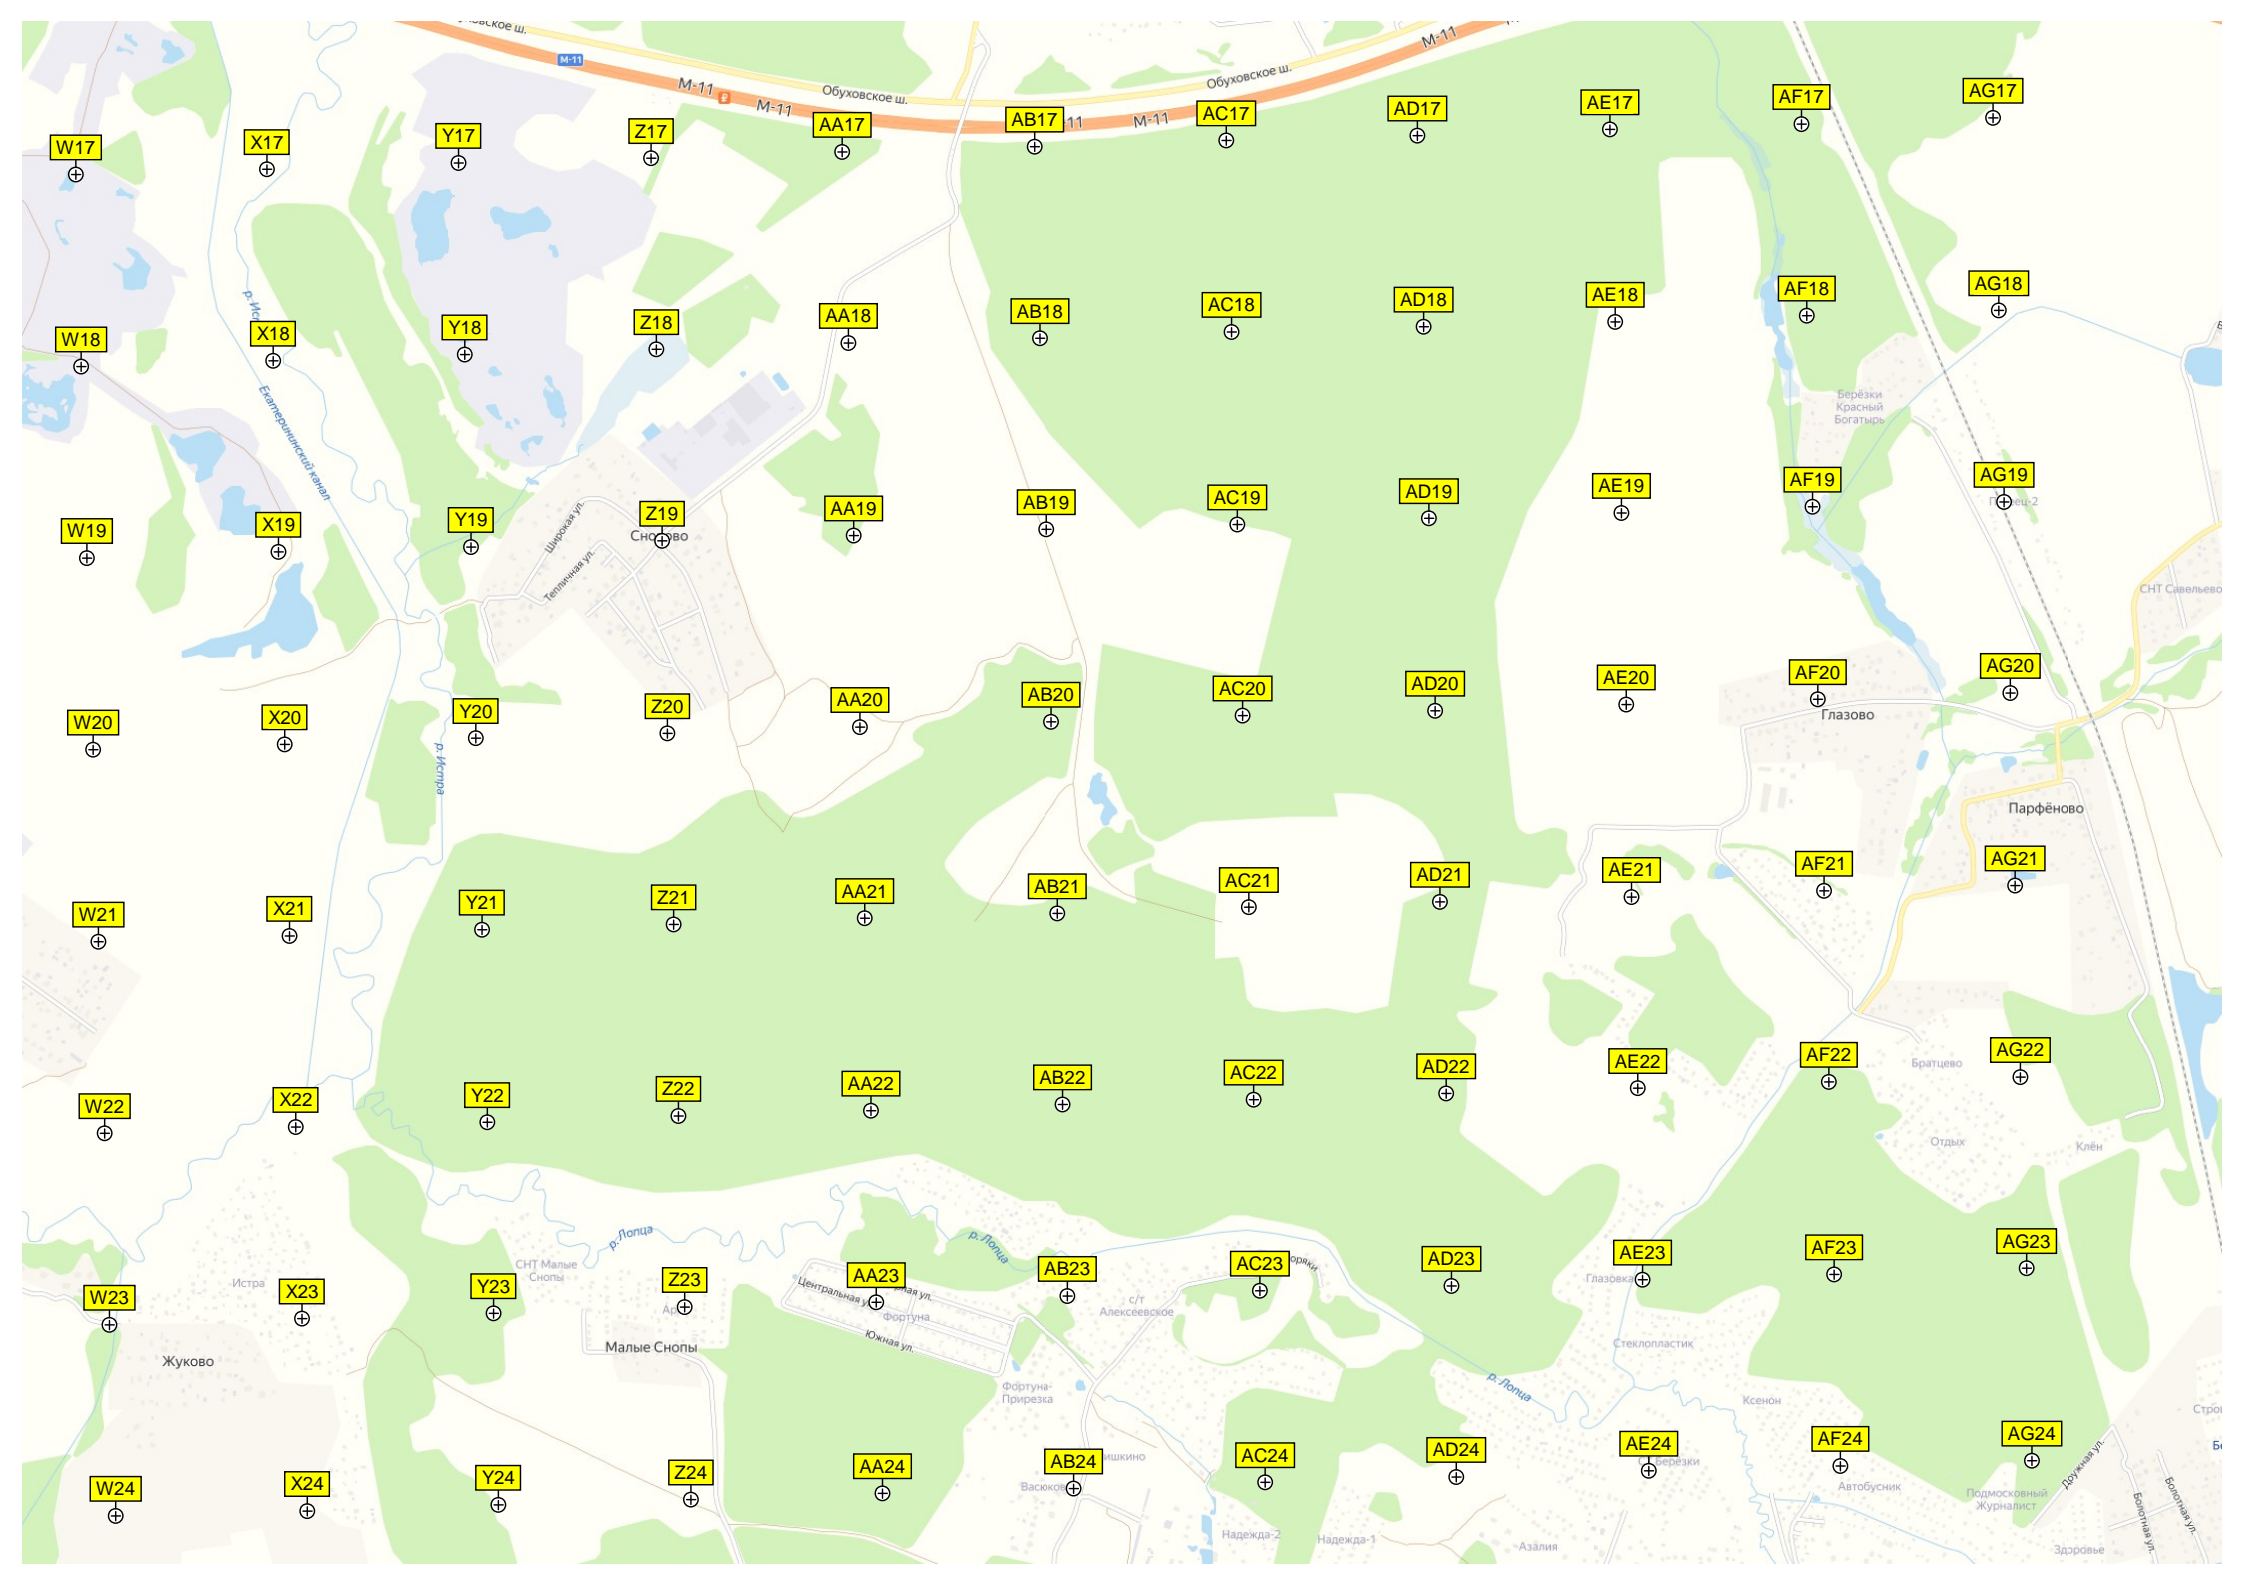 М-11
М-11
М-11
Обуховское ш.
Обуховское ш.
М-11
М-11
W17
X17
Y17
Z17
AA17
AB17
AC17
AD17
AE17
AF17
AG17
W18
X18
Y18
Z18
AA18
AB18
AC18
AD18
AE18
AF18
AG18
Екатерининский канал
Берёзки
Красный
Богатырь
W19
X19
Y19
Z19
AA19
AB19
AC19
AD19
AE19
AF19
AG19
Широкая ул.
Тепличная ул.
СНТ Савельево
W20
X20
Y20
Z20
AA20
AB20
AC20
AD20
AE20
AF20
AG20
р. Истра
Глазово
Парфёново
W21
X21
Y21
Z21
AA21
AB21
AC21
AD21
AE21
AF21
AG21
W22
X22
Y22
Z22
AA22
AB22
AC22
AD22
AE22
AF22
AG22
Братцево
Отдых
Клён
р. Лопца
р. Лопца
СНТ Малые
Снопы
Истра
W23
X23
Y23
Z23
AA23
AB23
AC23
AD23
AE23
AF23
AG23
Глазовка
Центральная ул.
Фортуна
Южная ул.
с/т
Алексеевское
Малые Снопы
Жуково
Стеклопластик
р. Лопца
Фортуна-
Прирезка
Ксенон
W24
X24
Y24
Z24
AA24
AB24
AC24
AD24
AE24
AF24
AG24
Берёзки
Автобусник
Подмосковный
Журналист
Дружная ул.
Болотная ул.
Болотная ул.
Надежда-2
Надежда-1
Азалия
Здоровье